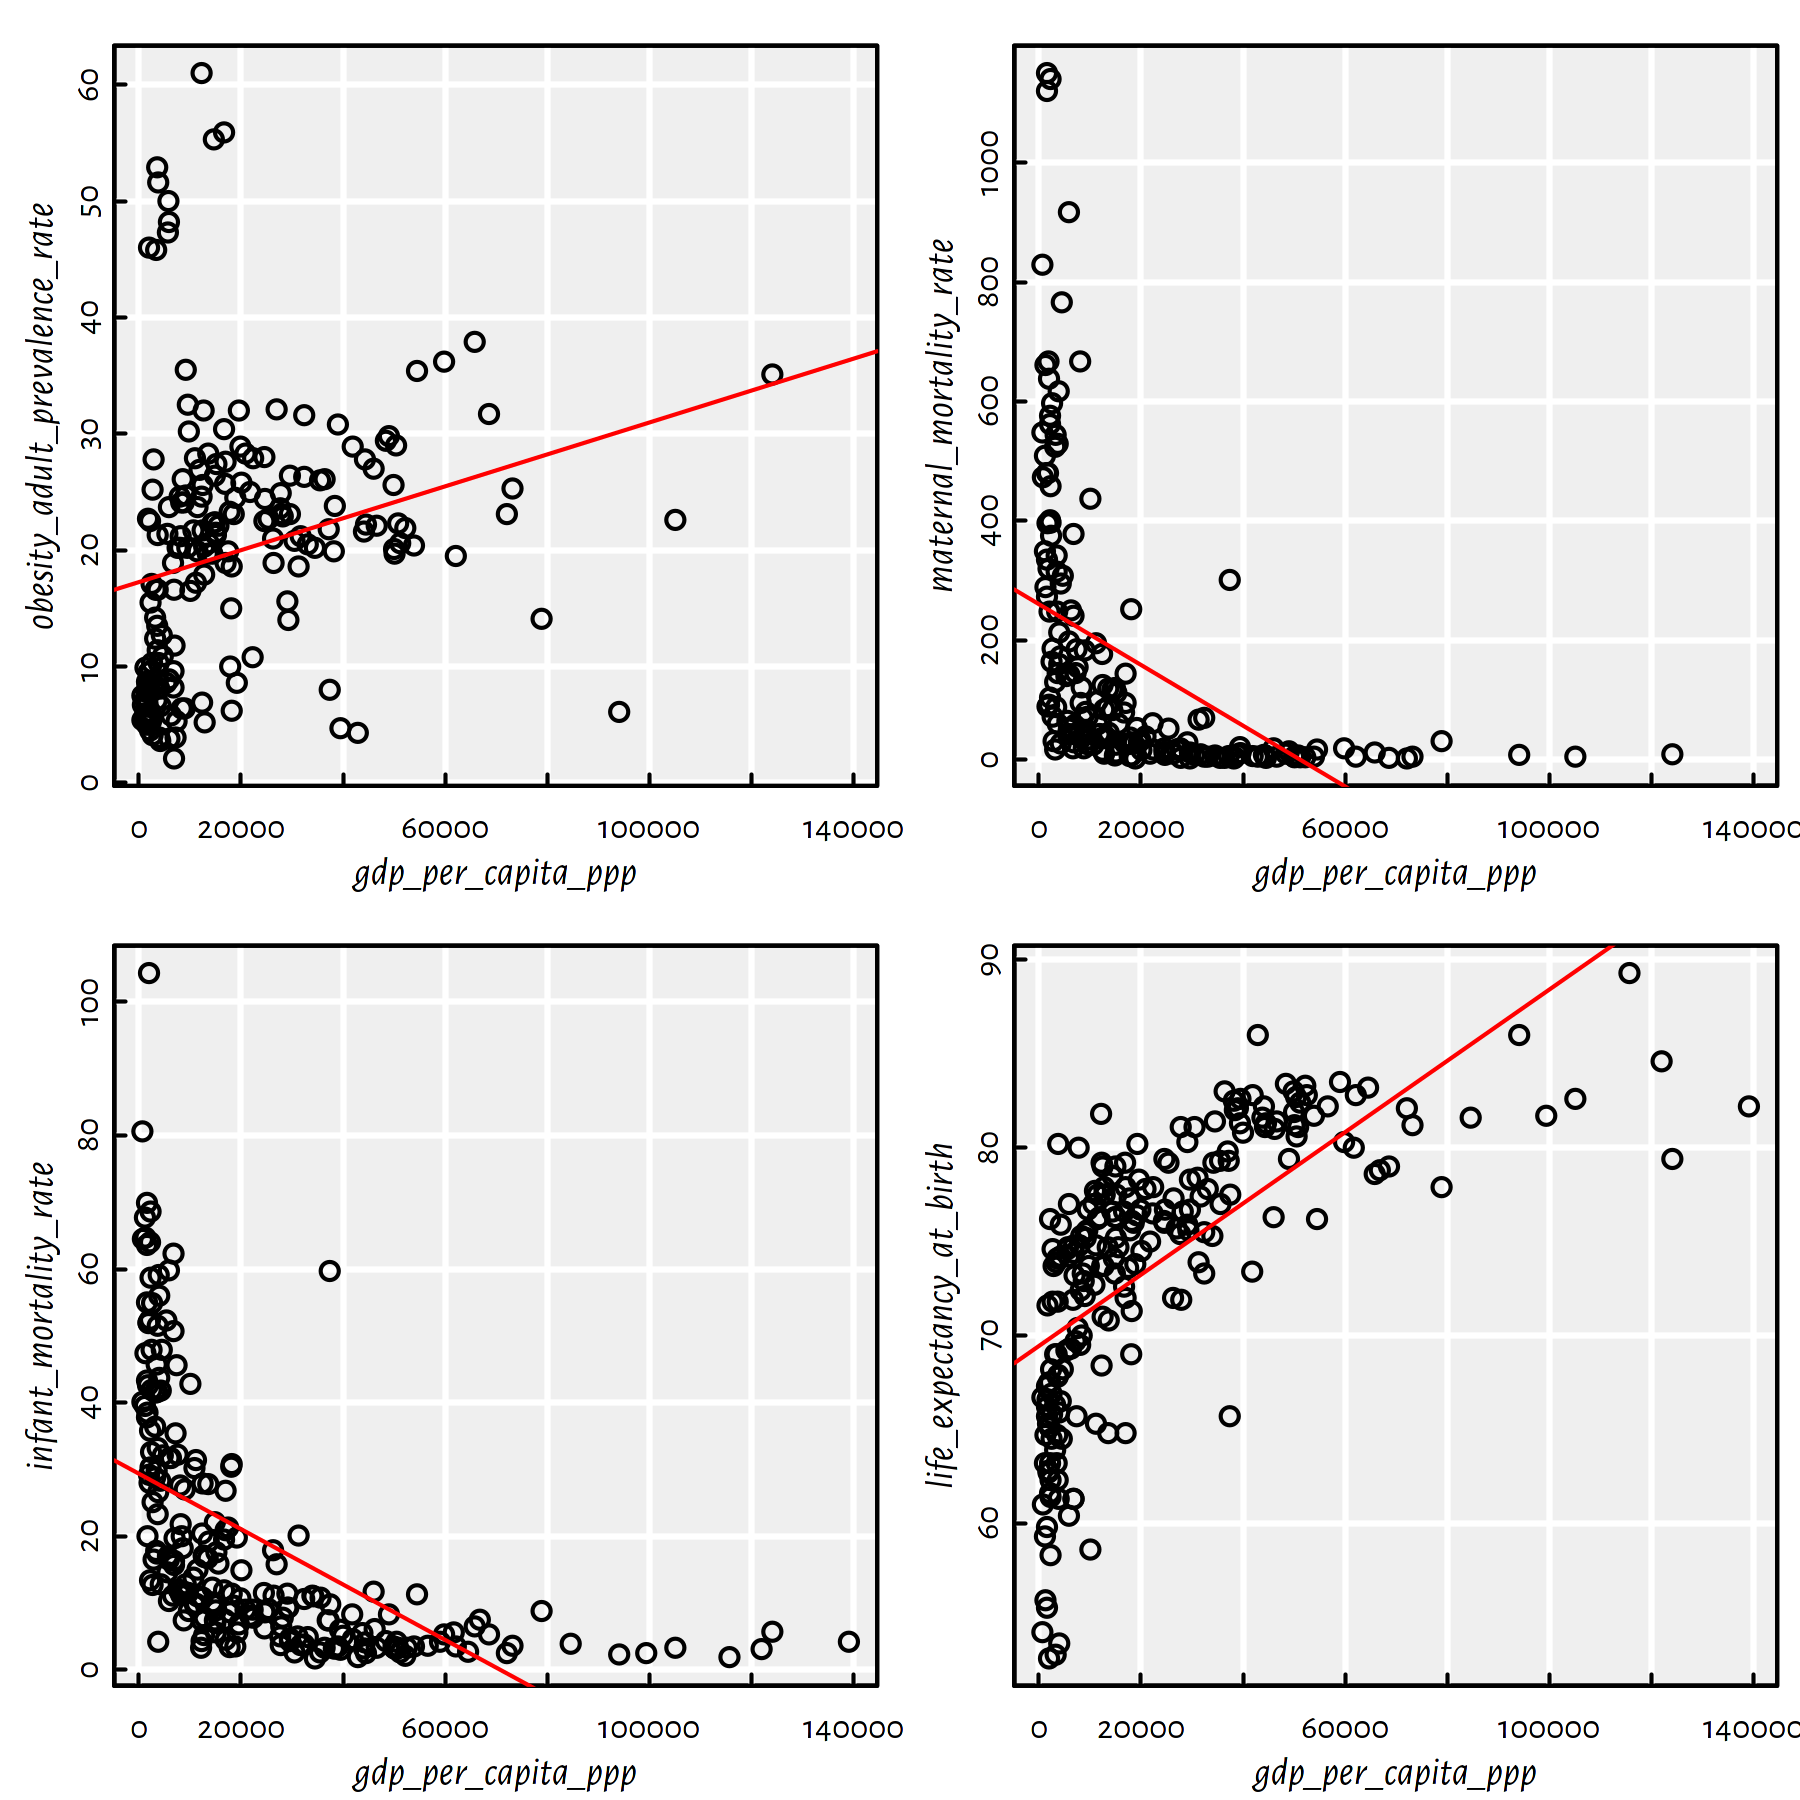 obesity_adult_prevalence_rate
60
50
40
30
20
10
0
0 20000 60000 100000 140000
gdp_per_capita_ppp
maternal_mortality_rate
1000
800
600
400
200
0
0 20000 60000 100000 140000
gdp_per_capita_ppp
infant_mortality_rate
100
80
60
40
20
0
0 20000 60000 100000 140000
gdp_per_capita_ppp
life_expectancy_at_birth
90
80
70
60
0 20000 60000 100000 140000
gdp_per_capita_ppp